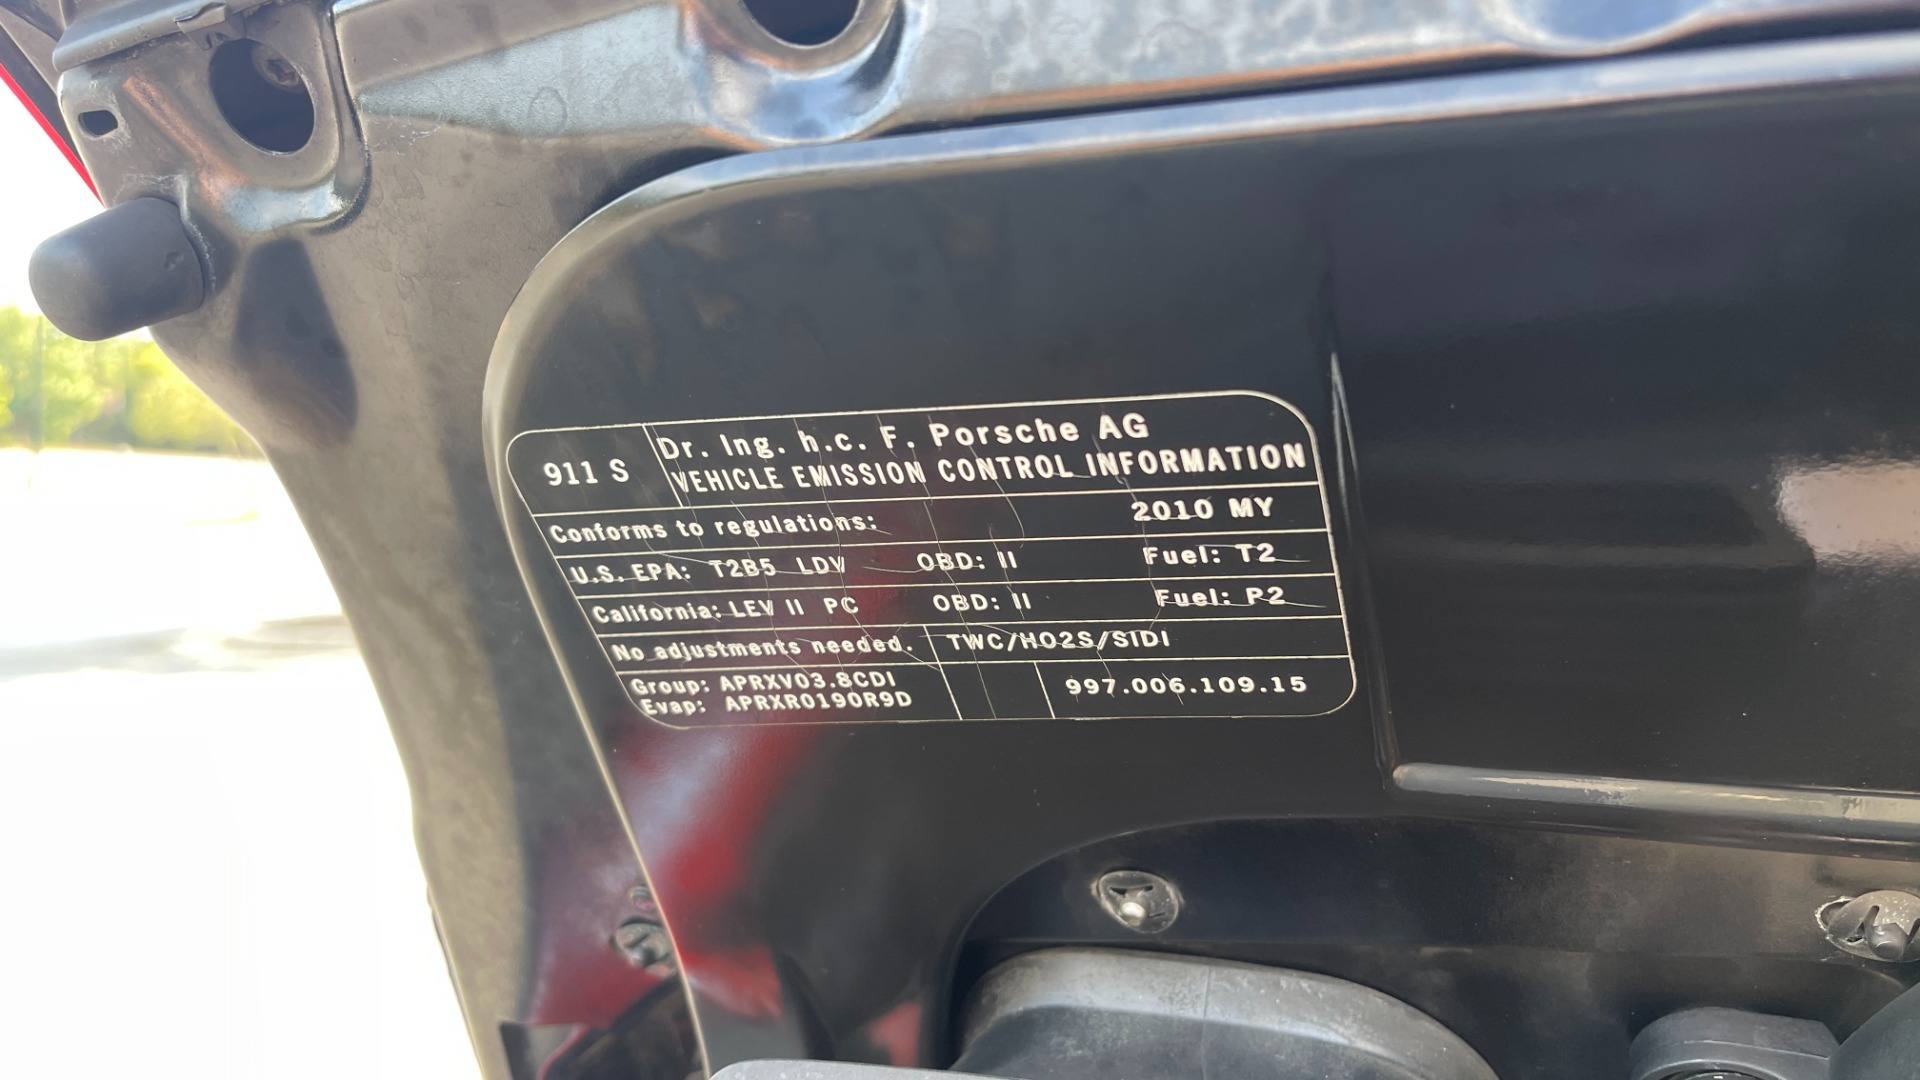 911 S
Dr. Ing. h.c. F. Porsche AG
VEHICLE EMISSION CONTROL INFORMATION
Conforms to regulations: 2010 MY
U.S. EPA: T2B5 LDV OBD: II Fuel: T2
California: LEV II PC OBD: II Fuel: P2
No adjustments needed. TWC/HO2S/SIDI
Group: APRXV03.8CDI
Evap: APRXR0190R9D
997.006.109.15